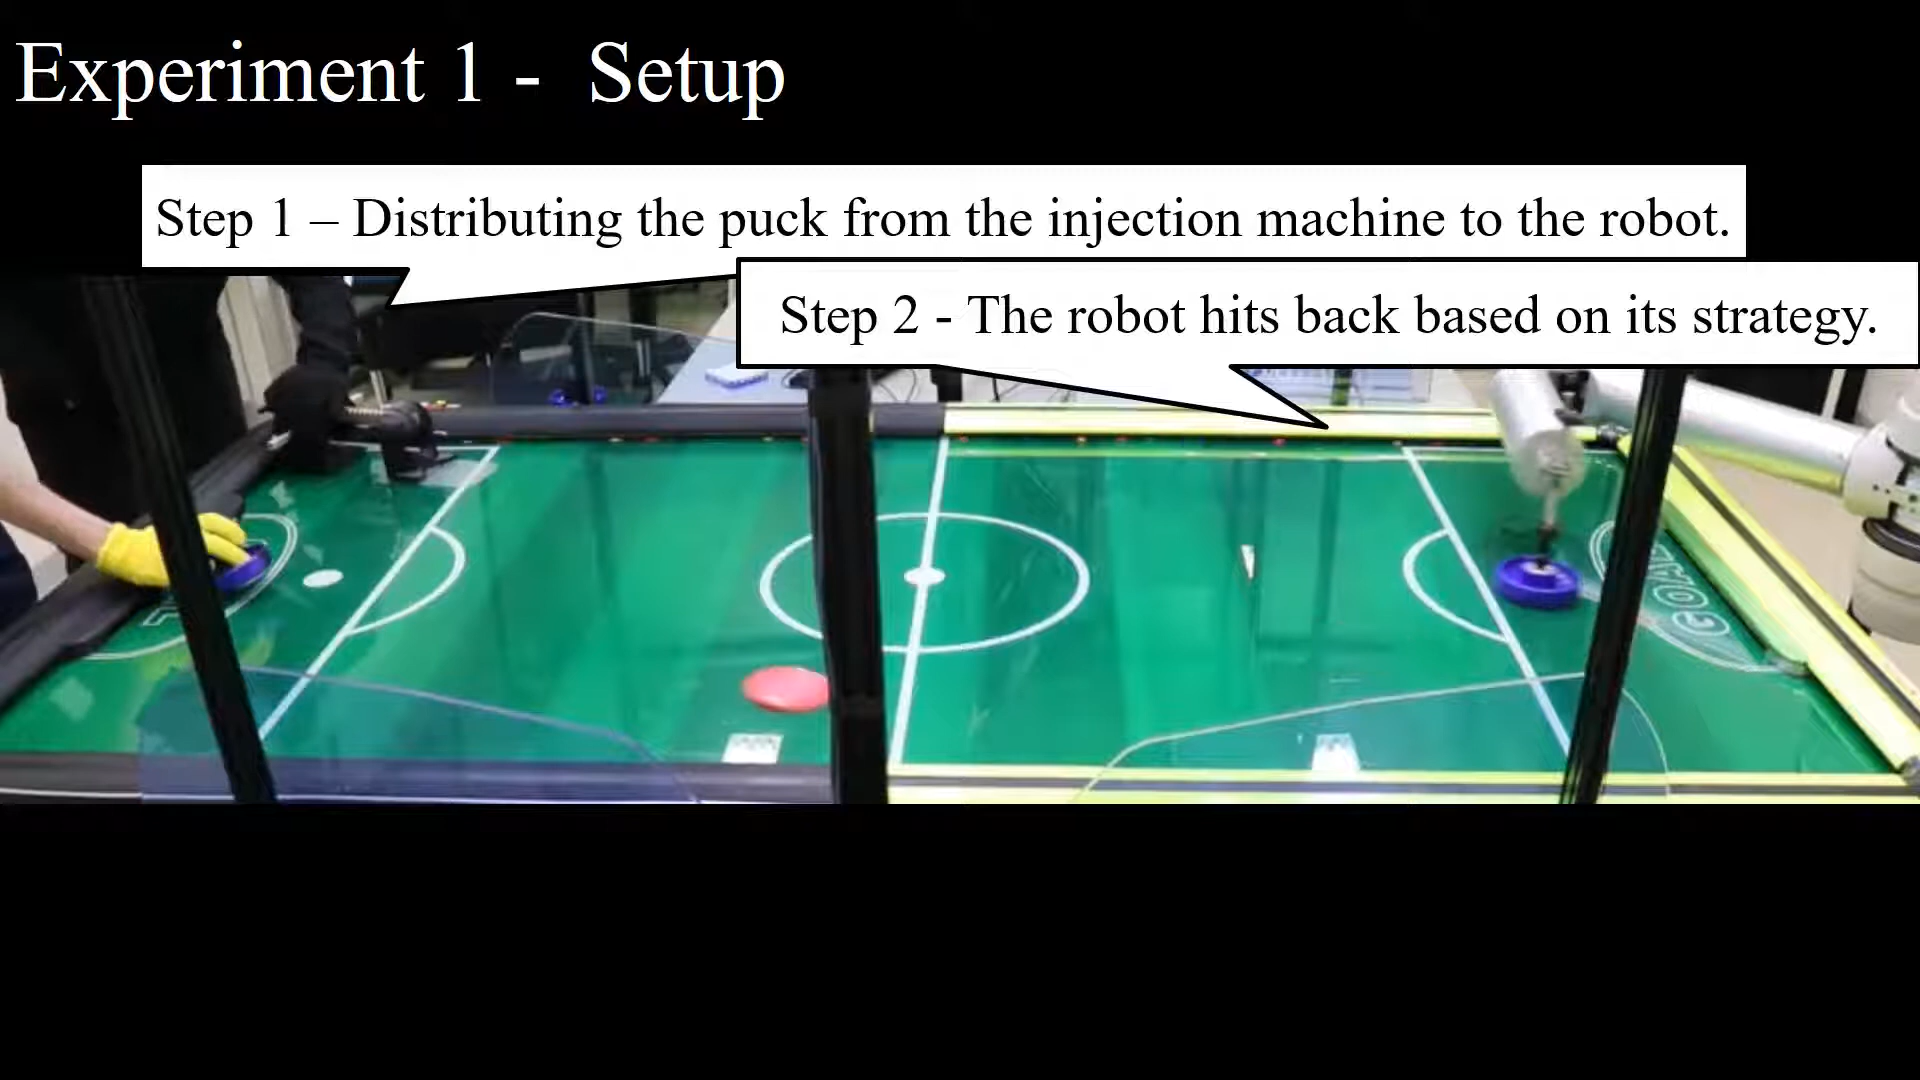 Experiment 1 - Setup
Step 1 – Distributing the puck from the injection machine to the robot.
Step 2 - The robot hits back based on its strategy.
GOAL